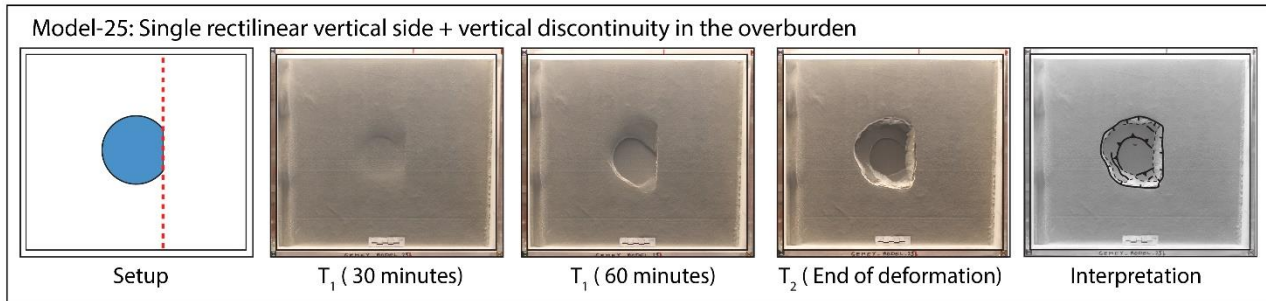 Model-25: Single rectilinear vertical side + vertical discontinuity in the overburden
Setup
T1 ( 30 minutes)
T1 ( 60 minutes)
T2 ( End of deformation)
Interpretation